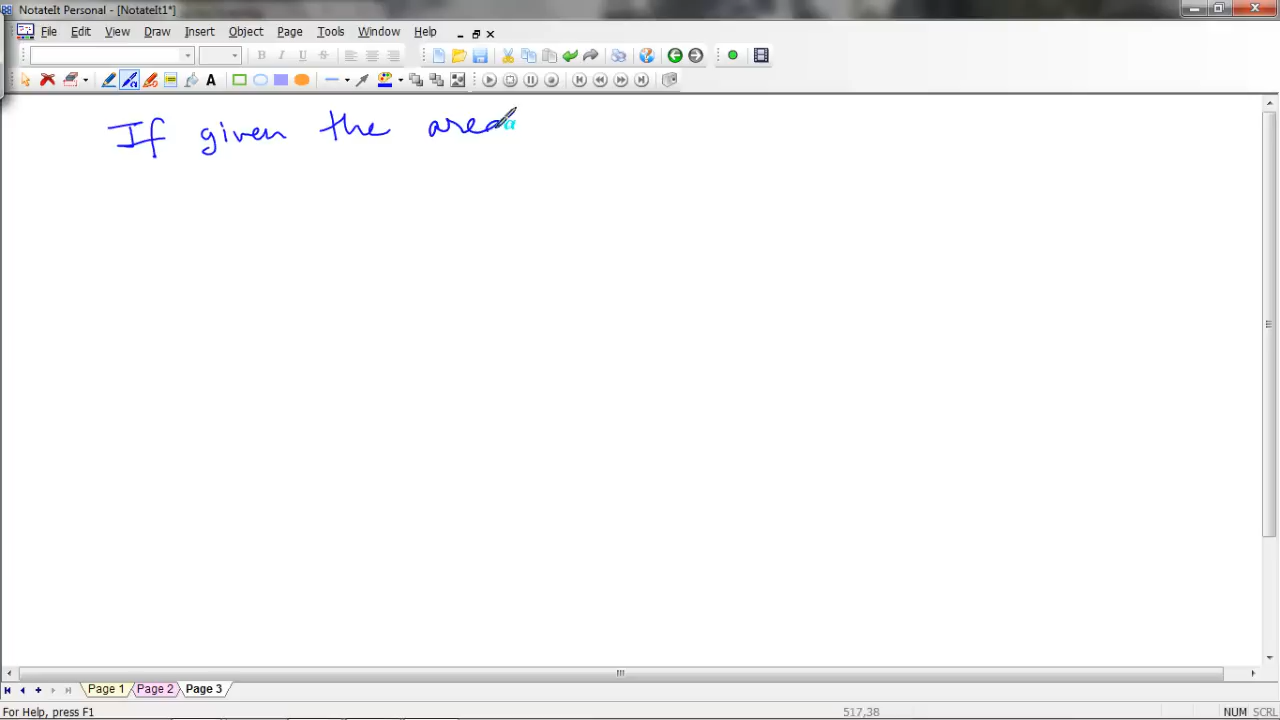 NotateIt Personal - [NotateIt1*]
File Edit View Draw Insert Object Page Tools Window Help
B I U S
A
If given the area
Page 1 Page 2 Page 3
For Help, press F1 517,38 NUM SCRL